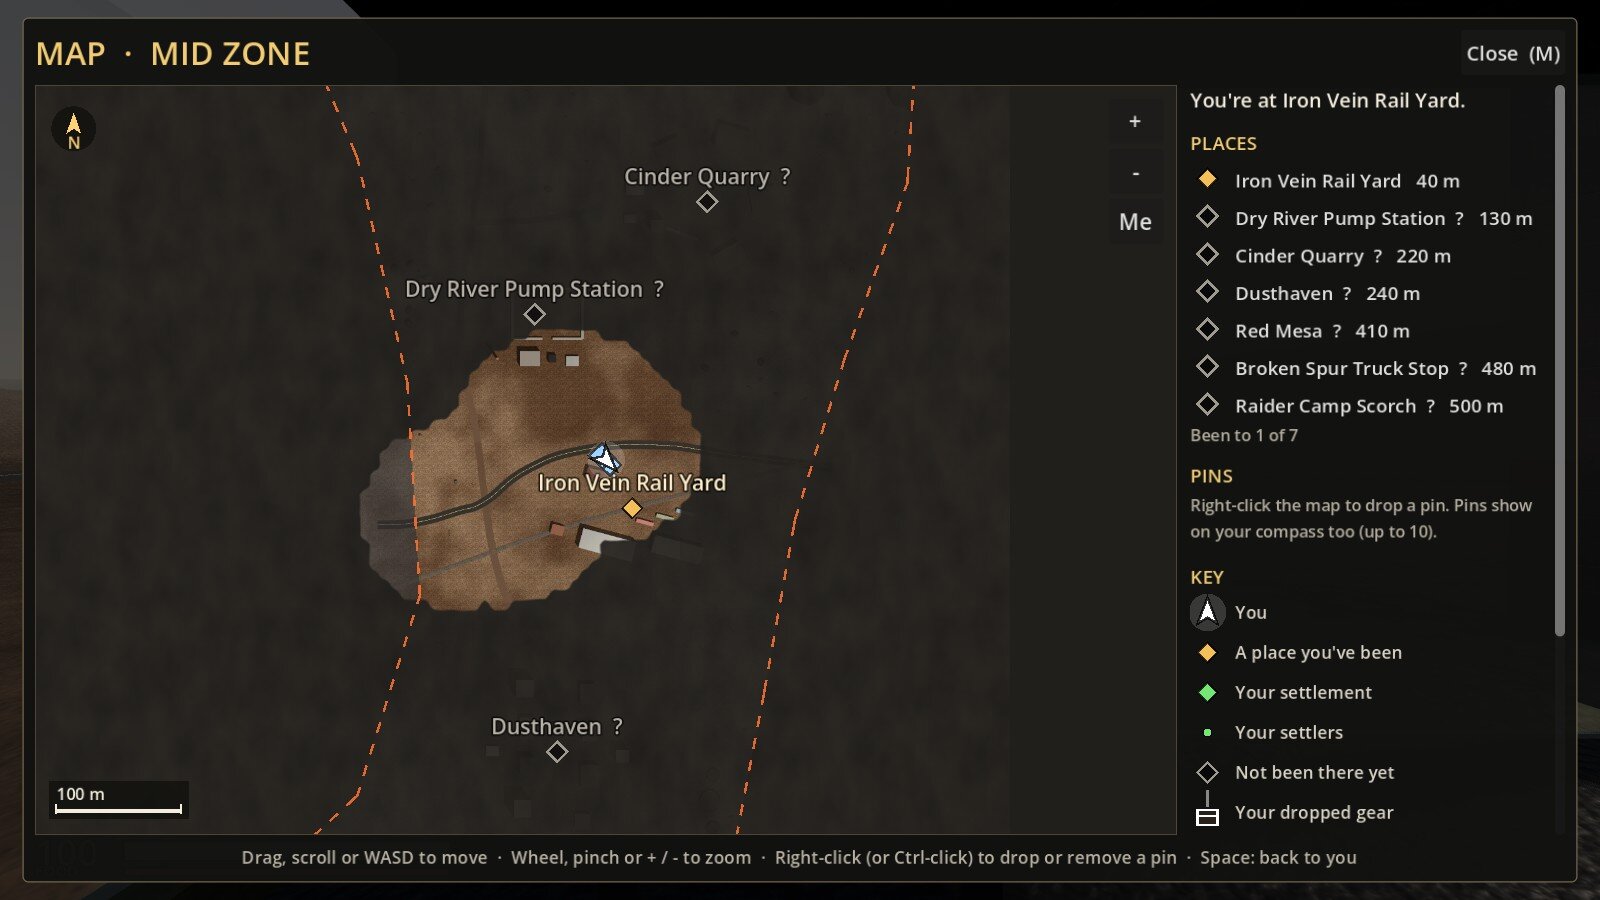 MAP · MID ZONE
Close (M)
N
+
-
Me
Cinder Quarry ?
Dry River Pump Station ?
Iron Vein Rail Yard
Dusthaven ?
100 m
You're at Iron Vein Rail Yard.
PLACES
Iron Vein Rail Yard 40 m
Dry River Pump Station ? 130 m
Cinder Quarry ? 220 m
Dusthaven ? 240 m
Red Mesa ? 410 m
Broken Spur Truck Stop ? 480 m
Raider Camp Scorch ? 500 m
Been to 1 of 7
PINS
Right-click the map to drop a pin. Pins show
on your compass too (up to 10).
KEY
You
A place you've been
Your settlement
Your settlers
Not been there yet
Your dropped gear
Drag, scroll or WASD to move · Wheel, pinch or + / - to zoom · Right-click (or Ctrl-click) to drop or remove a pin · Space: back to you